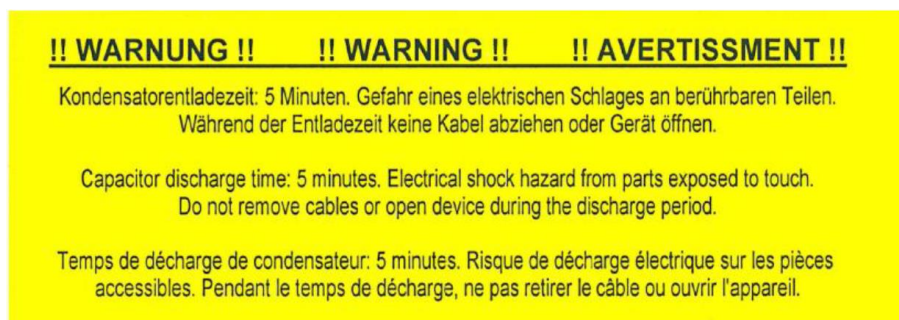 !! WARNUNG !! !! WARNING !! !! AVERTISSMENT !!
Kondensatorentladezeit: 5 Minuten. Gefahr eines elektrischen Schlages an berührbaren Teilen.
Während der Entladezeit keine Kabel abziehen oder Gerät öffnen.
Capacitor discharge time: 5 minutes. Electrical shock hazard from parts exposed to touch.
Do not remove cables or open device during the discharge period.
Temps de décharge de condensateur: 5 minutes. Risque de décharge électrique sur les pièces
accessibles. Pendant le temps de décharge, ne pas retirer le câble ou ouvrir l'appareil.